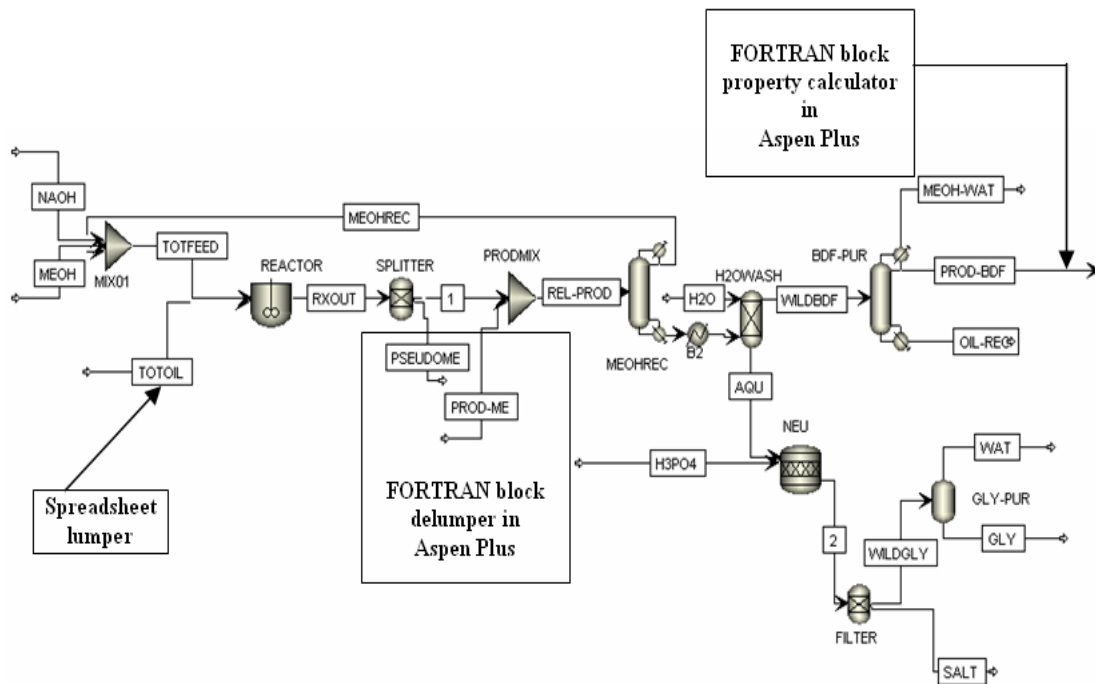 FORTRAN block
property calculator
in
Aspen Plus
NAOH
MEOH
MIX01
MEOHREC
TOTFEED
REACTOR
RXOUT
SPLITTER
1
PRODMIX
REL-PROD
H2O
H2OWASH
WILDBDF
BDF-PUR
MEOH-WAT
PROD-BDF
OIL-REC
MEOHREC
B2
TOTOIL
PSEUDOME
PROD-ME
AQU
NEU
H3PO4
Spreadsheet
lumper
FORTRAN block
delumper in
Aspen Plus
WAT
GLY-PUR
GLY
2
WILDGLY
FILTER
SALT